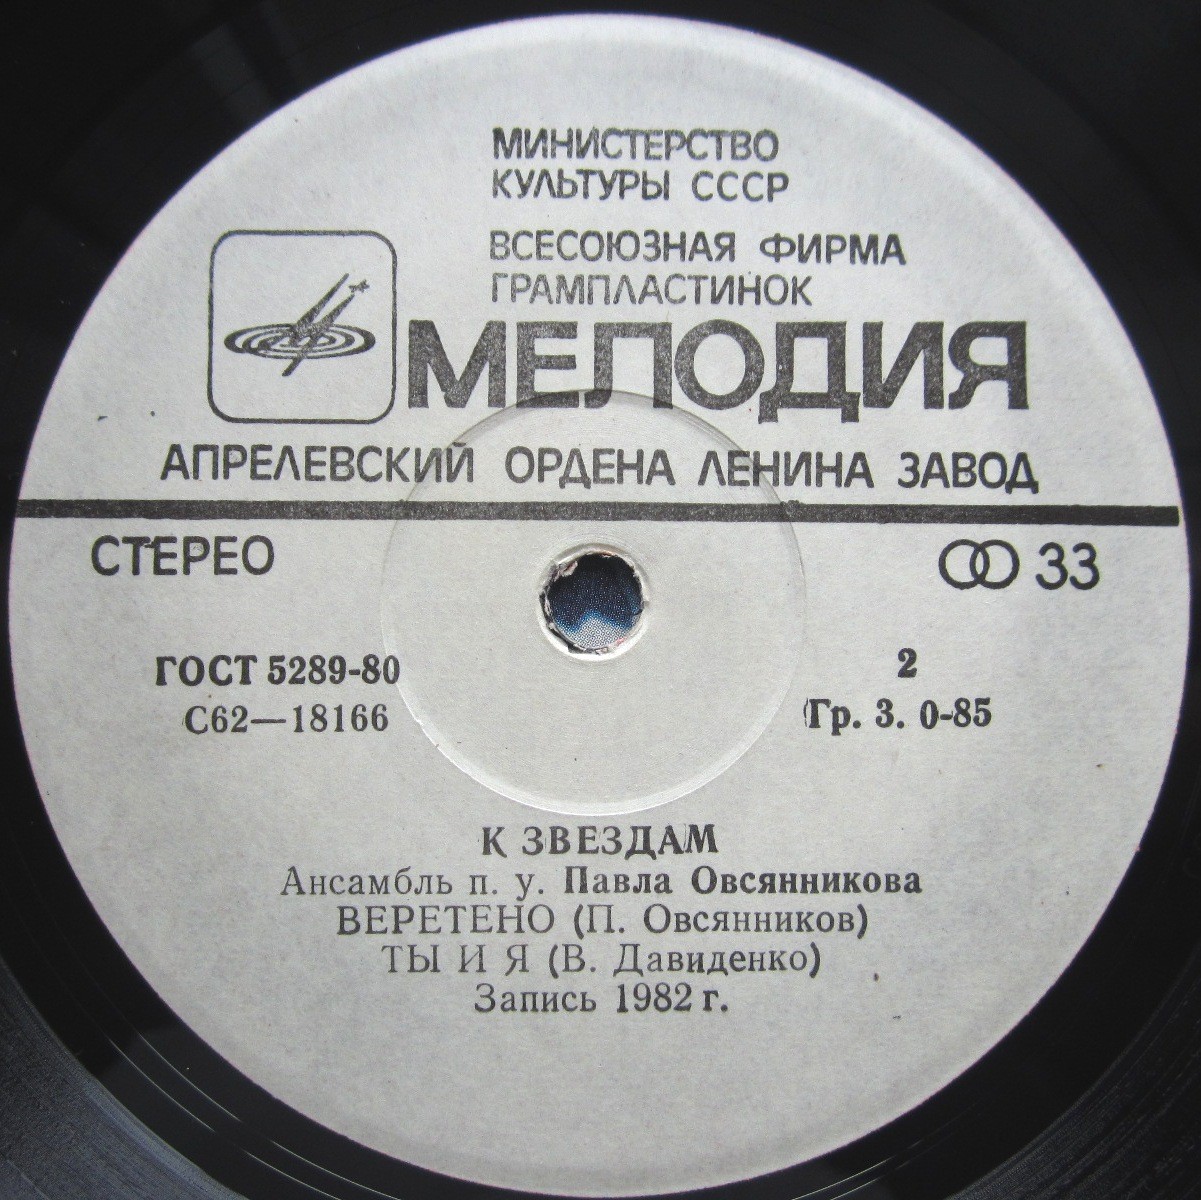 МИНИСТЕРСТВО
КУЛЬТУРЫ СССР
ВСЕСОЮЗНАЯ ФИРМА
ГРАМПЛАСТИНОК
МЕЛОДИЯ
АПРЕЛЕВСКИЙ ОРДЕНА ЛЕНИНА ЗАВОД
СТЕРЕО
33
ГОСТ 5289-80
С62—18166
2
Гр. 3. 0-85
К ЗВЕЗДАМ
Ансамбль п. у. Павла Овсянникова
ВЕРЕТЕНО (П. Овсянников)
ТЫ И Я (В. Давиденко)
Запись 1982 г.